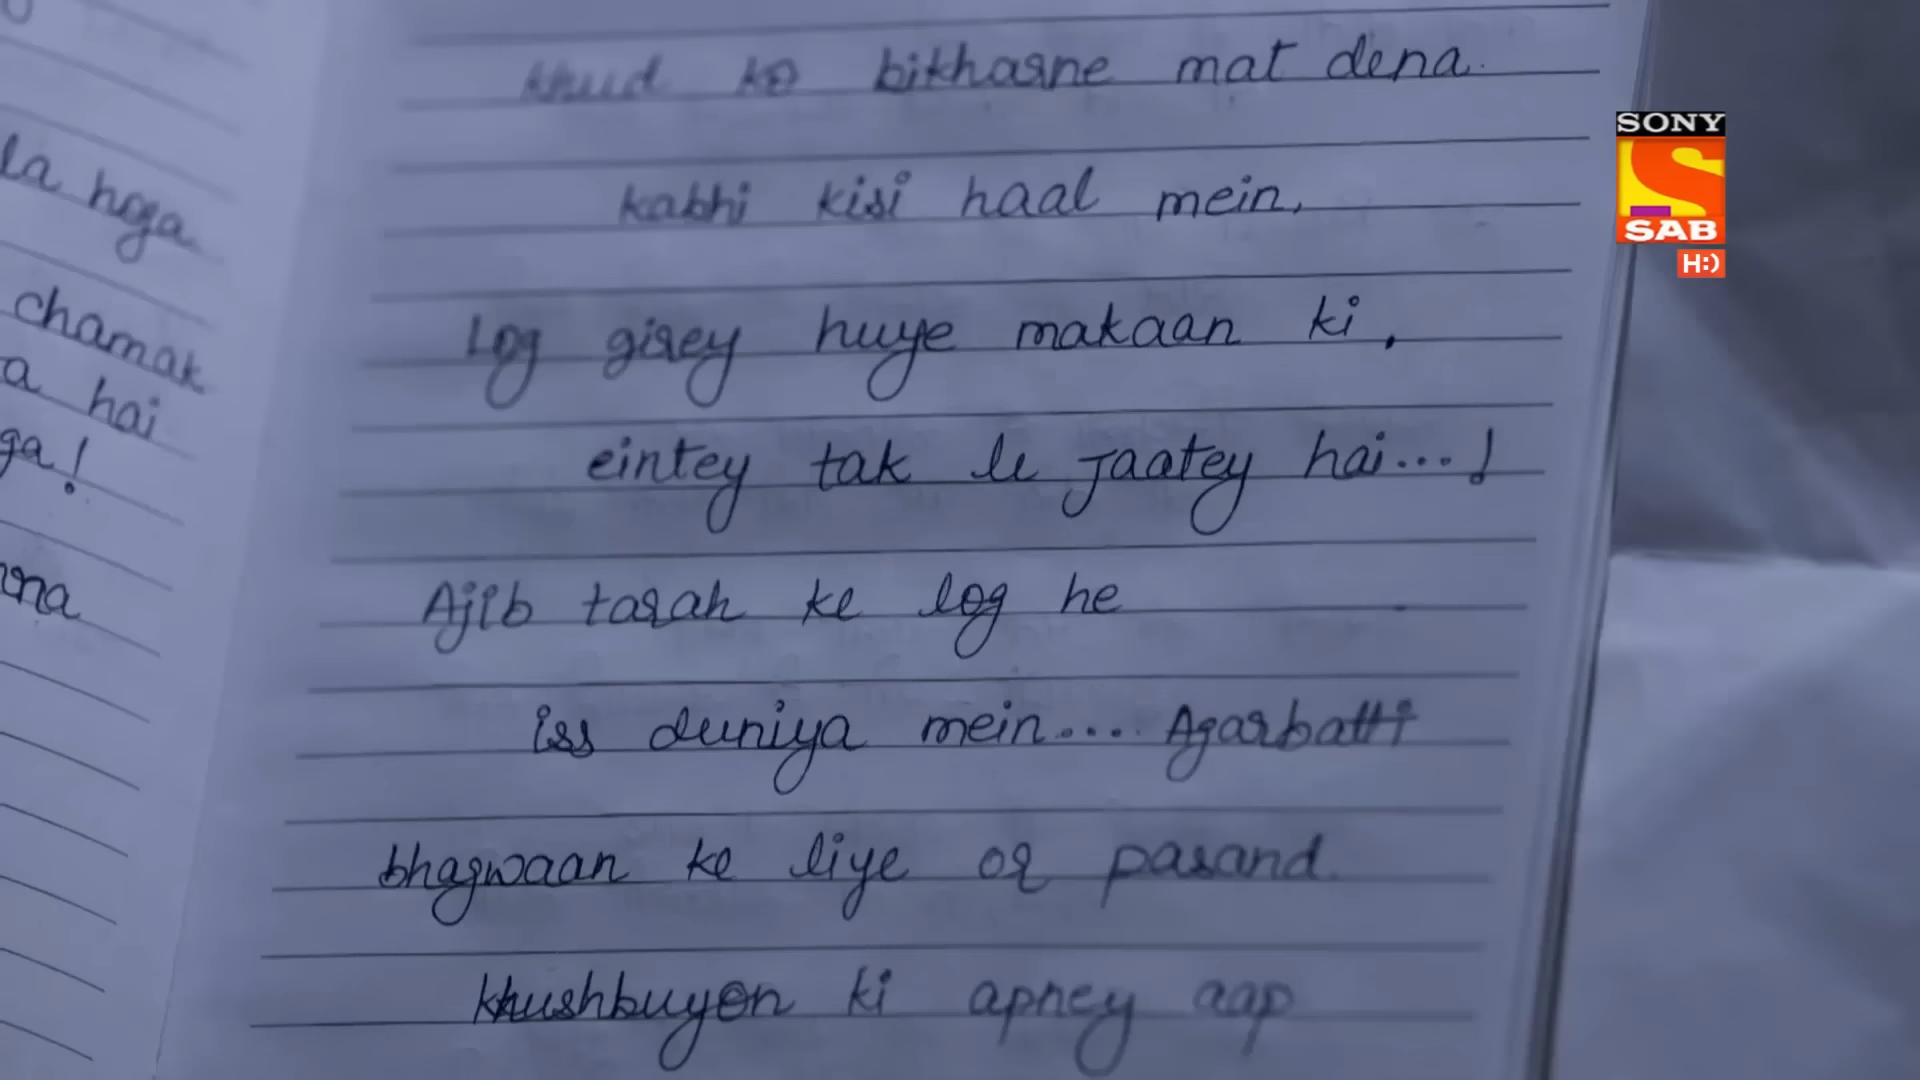 la hoga
chamak
a hai
ga!
khud ko bikharne mat dena.
kabhi kisi haal mein,
Log girey huye makaan ki,
eintey tak le jaatey hai...!
Ajib tarah ke log he
iss duniya mein.... Agarbatti
bhagwaan ke liye or pasand
khushbuyon ki apney aap
SONY
SAB
H:)